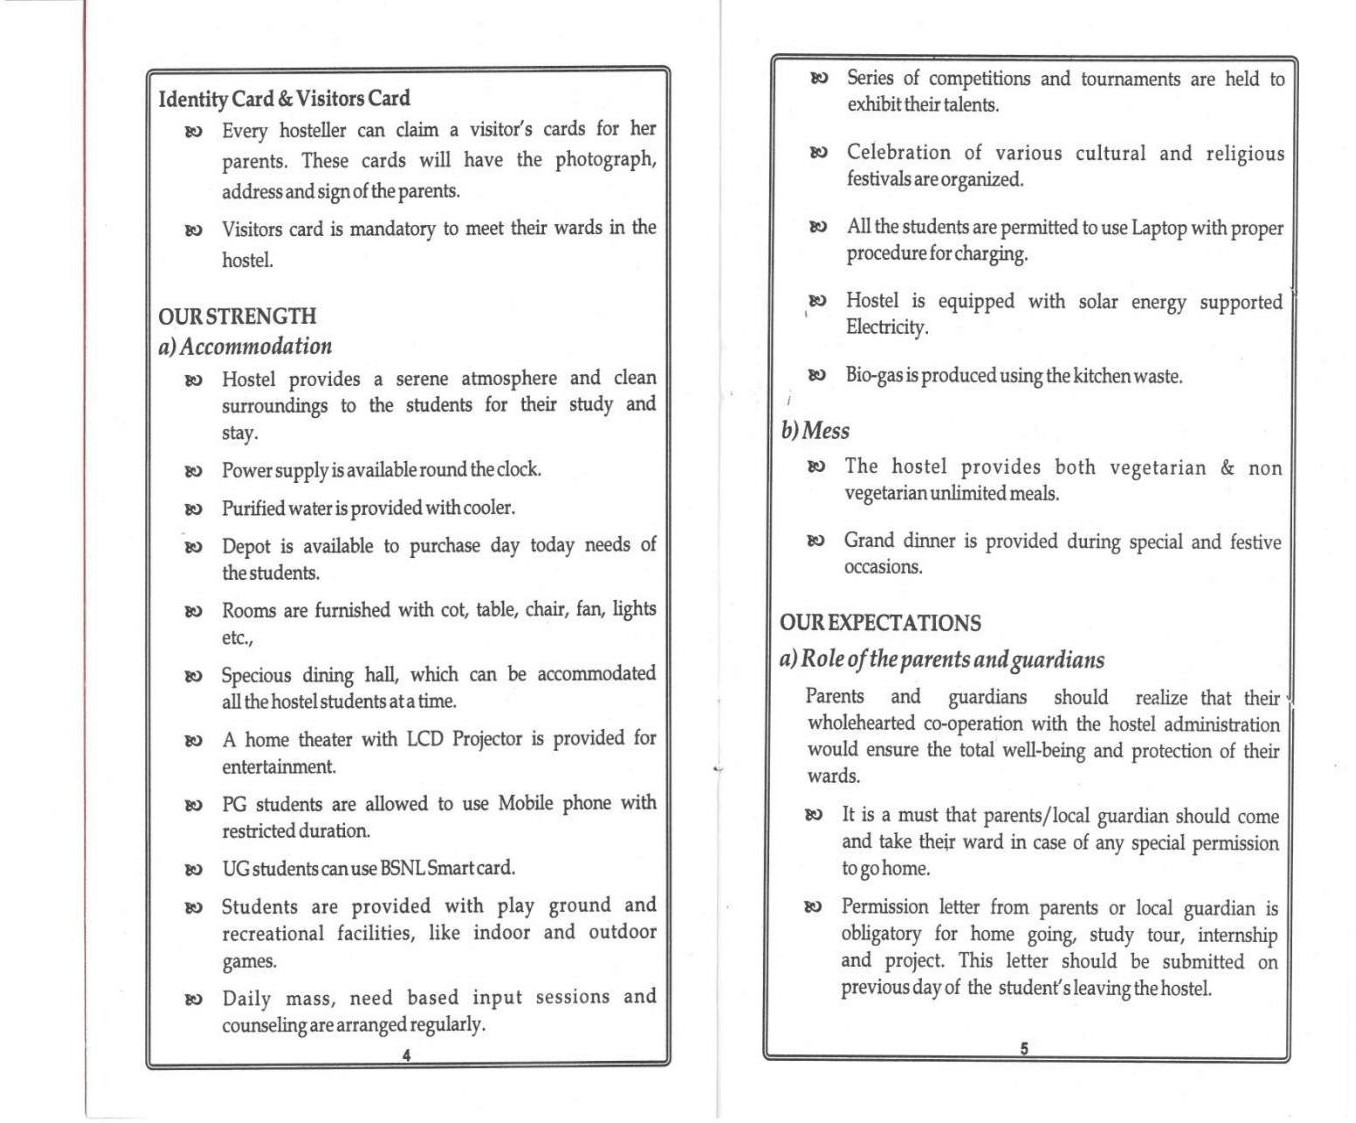 Identity Card & Visitors Card
Every hosteller can claim a visitor's cards for her
parents. These cards will have the photograph,
address and sign of the parents.
Visitors card is mandatory to meet their wards in the
hostel.
OUR STRENGTH
a) Accommodation
Hostel provides a serene atmosphere and clean
surroundings to the students for their study and
stay.
Power supply is available round the clock.
Purified water is provided with cooler.
Depot is available to purchase day today needs of
the students.
Rooms are furnished with cot, table, chair, fan, lights
etc.,
Specious dining hall, which can be accommodated
all the hostel students at a time.
A home theater with LCD Projector is provided for
entertainment.
PG students are allowed to use Mobile phone with
restricted duration.
UG students can use BSNL Smart card.
Students are provided with play ground and
recreational facilities, like indoor and outdoor
games.
Daily mass, need based input sessions and
counseling are arranged regularly.
4
Series of competitions and tournaments are held to
exhibit their talents.
Celebration of various cultural and religious
festivals are organized.
All the students are permitted to use Laptop with proper
procedure for charging.
Hostel is equipped with solar energy supported
Electricity.
Bio-gas is produced using the kitchen waste.
b) Mess
The hostel provides both vegetarian & non
vegetarian unlimited meals.
Grand dinner is provided during special and festive
occasions.
OUR EXPECTATIONS
a) Role of the parents and guardians
Parents and guardians should realize that their
wholehearted co-operation with the hostel administration
would ensure the total well-being and protection of their
wards.
It is a must that parents/local guardian should come
and take their ward in case of any special permission
to go home.
Permission letter from parents or local guardian is
obligatory for home going, study tour, internship
and project. This letter should be submitted on
previous day of the student's leaving the hostel.
5